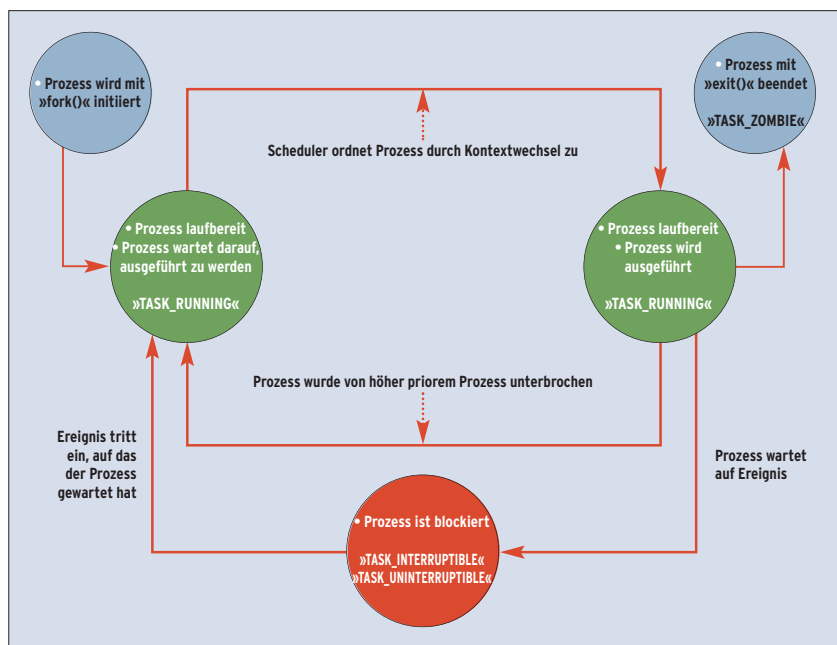 • Prozess wird mit
»fork()« initiiert
• Prozess mit
»exit()« beendet
»TASK_ZOMBIE«
Scheduler ordnet Prozess durch Kontextwechsel zu
• Prozess laufbereit
• Prozess wartet darauf,
ausgeführt zu werden
»TASK_RUNNING«
• Prozess laufbereit
• Prozess wird
ausgeführt
»TASK_RUNNING«
Prozess wurde von höher priorem Prozess unterbrochen
Ereignis tritt
ein, auf das
der Prozess
gewartet hat
Prozess wartet
auf Ereignis
• Prozess ist blockiert
»TASK_INTERRUPTIBLE«
»TASK_UNINTERRUPTIBLE«